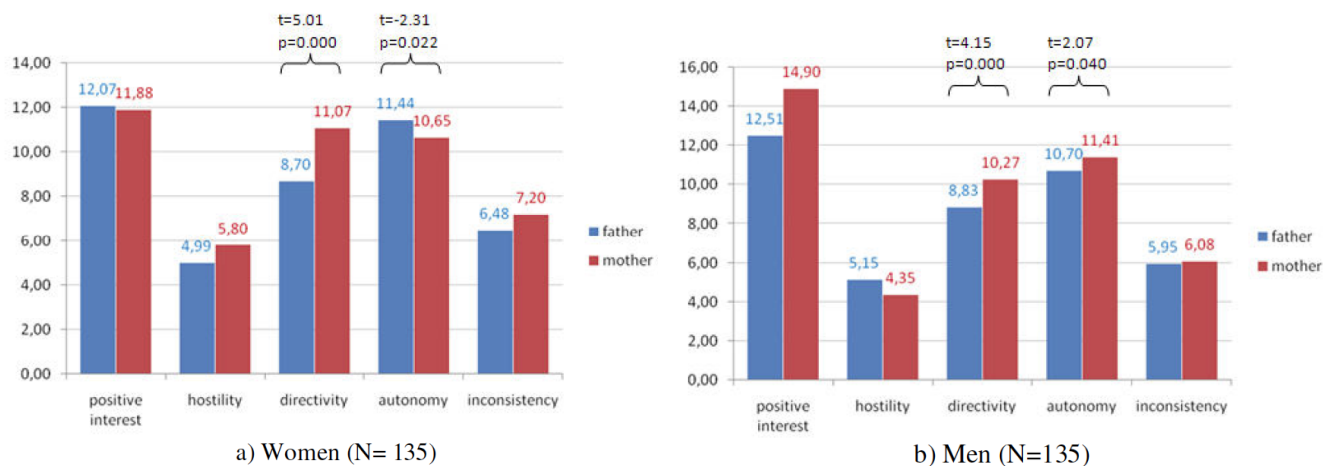 t=5.01 t=-2.31
p=0.000 p=0.022
14,00
12,00
10,00
8,00
6,00
4,00
2,00
0,00
12,07 11,88
4,99 5,80
8,70 11,07
11,44 10,65
6,48 7,20
positive interest hostility directivity autonomy inconsistency
father
mother
a) Women (N= 135)
t=4.15 t=2.07
p=0.000 p=0.040
16,00
14,00
12,00
10,00
8,00
6,00
4,00
2,00
0,00
12,51 14,90
5,15 4,35
8,83 10,27
10,70 11,41
5,95 6,08
positive interest hostility directivity autonomy inconsistency
father
mother
b) Men (N=135)